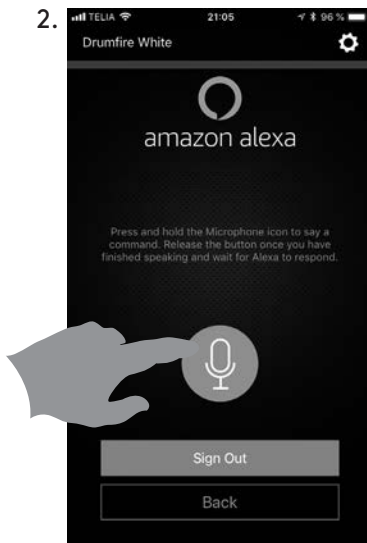 2.
TELIA 21:05 96 %
Drumfire White
amazon alexa
Press and hold the Microphone icon to say a
command. Release the button once you have
finished speaking and wait for Alexa to respond.
Sign Out
Back